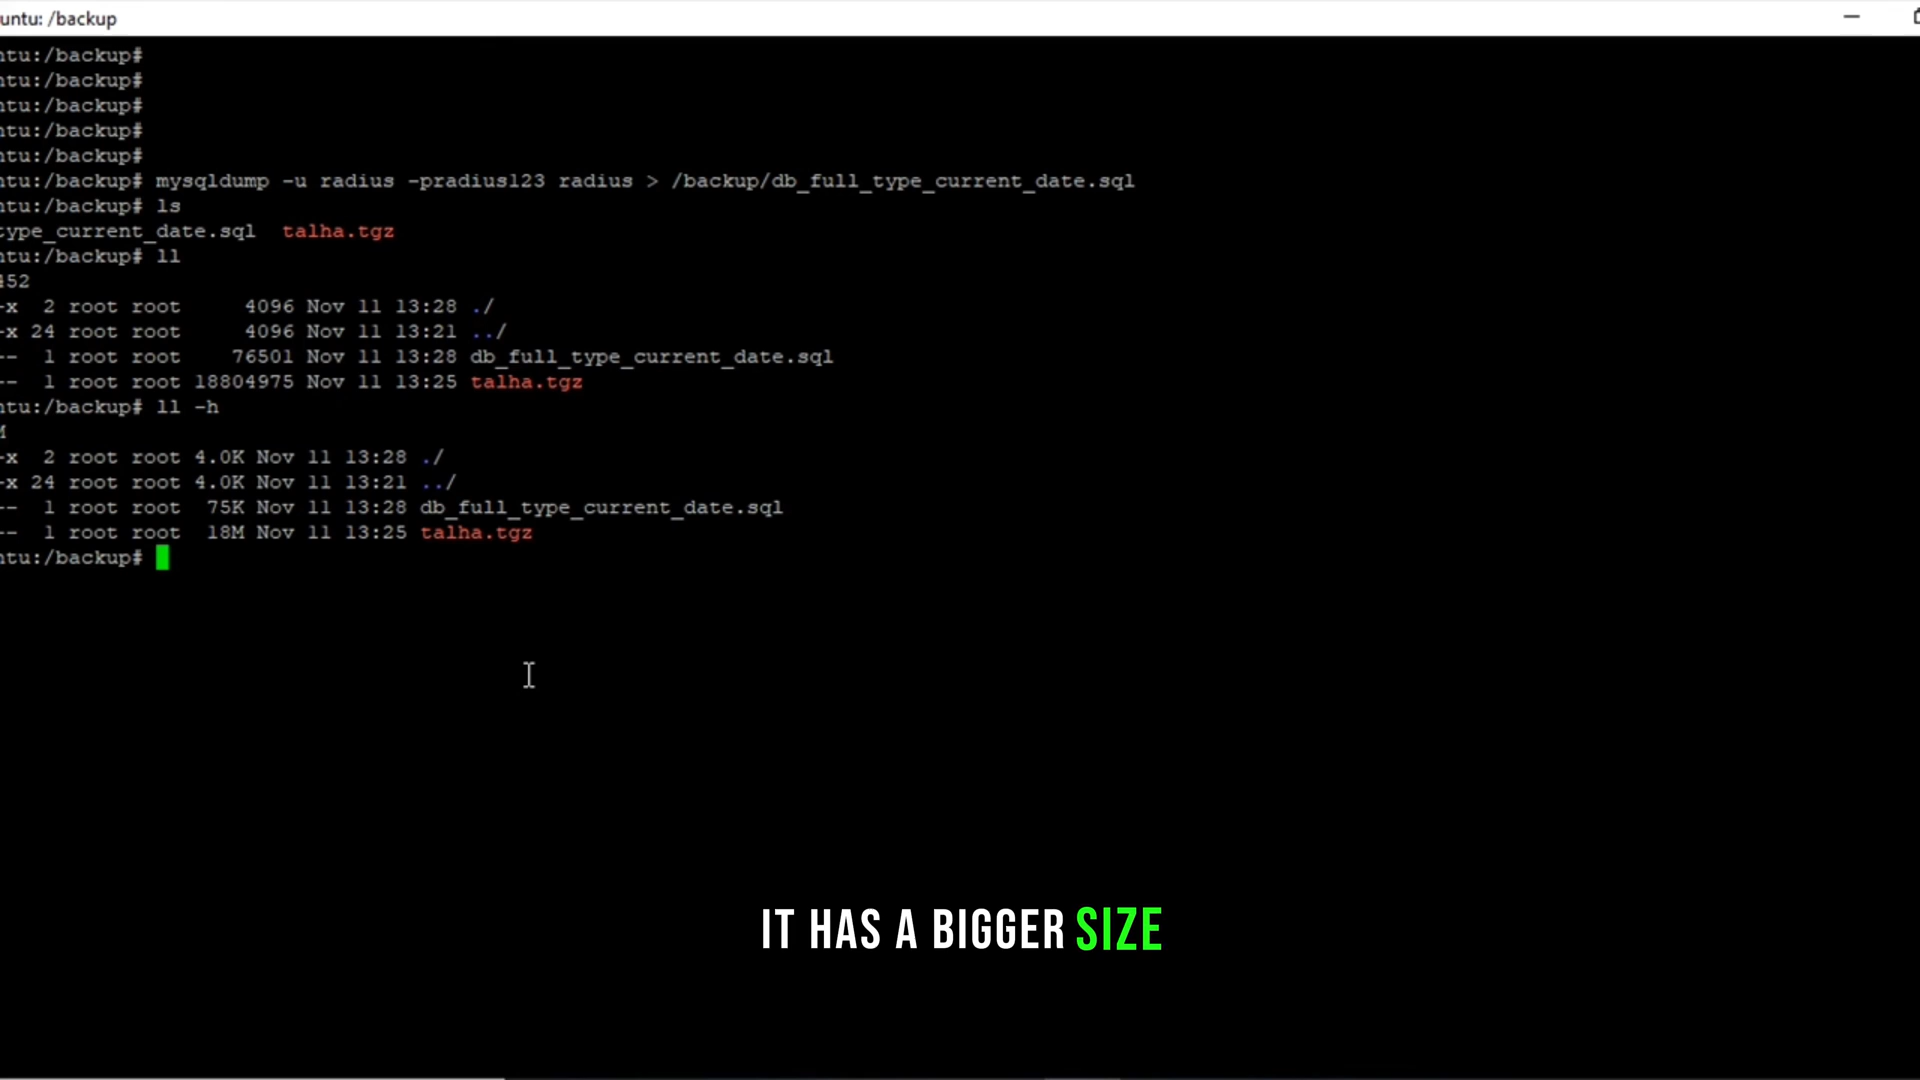 untu: /backup
ntu:/backup#
ntu:/backup#
ntu:/backup#
ntu:/backup#
ntu:/backup#
ntu:/backup# mysqldump -u radius -pradius123 radius > /backup/db_full_type_current_date.sql
ntu:/backup# ls
type_current_date.sql  talha.tgz
ntu:/backup# ll
452
-x  2 root root     4096 Nov 11 13:28 ./
-x 24 root root     4096 Nov 11 13:21 ../
--  1 root root    76501 Nov 11 13:28 db_full_type_current_date.sql
--  1 root root 18804975 Nov 11 13:25 talha.tgz
ntu:/backup# ll -h
M
-x  2 root root 4.0K Nov 11 13:28 ./
-x 24 root root 4.0K Nov 11 13:21 ../
--  1 root root  75K Nov 11 13:28 db_full_type_current_date.sql
--  1 root root  18M Nov 11 13:25 talha.tgz
ntu:/backup#
IT HAS A BIGGER SIZE